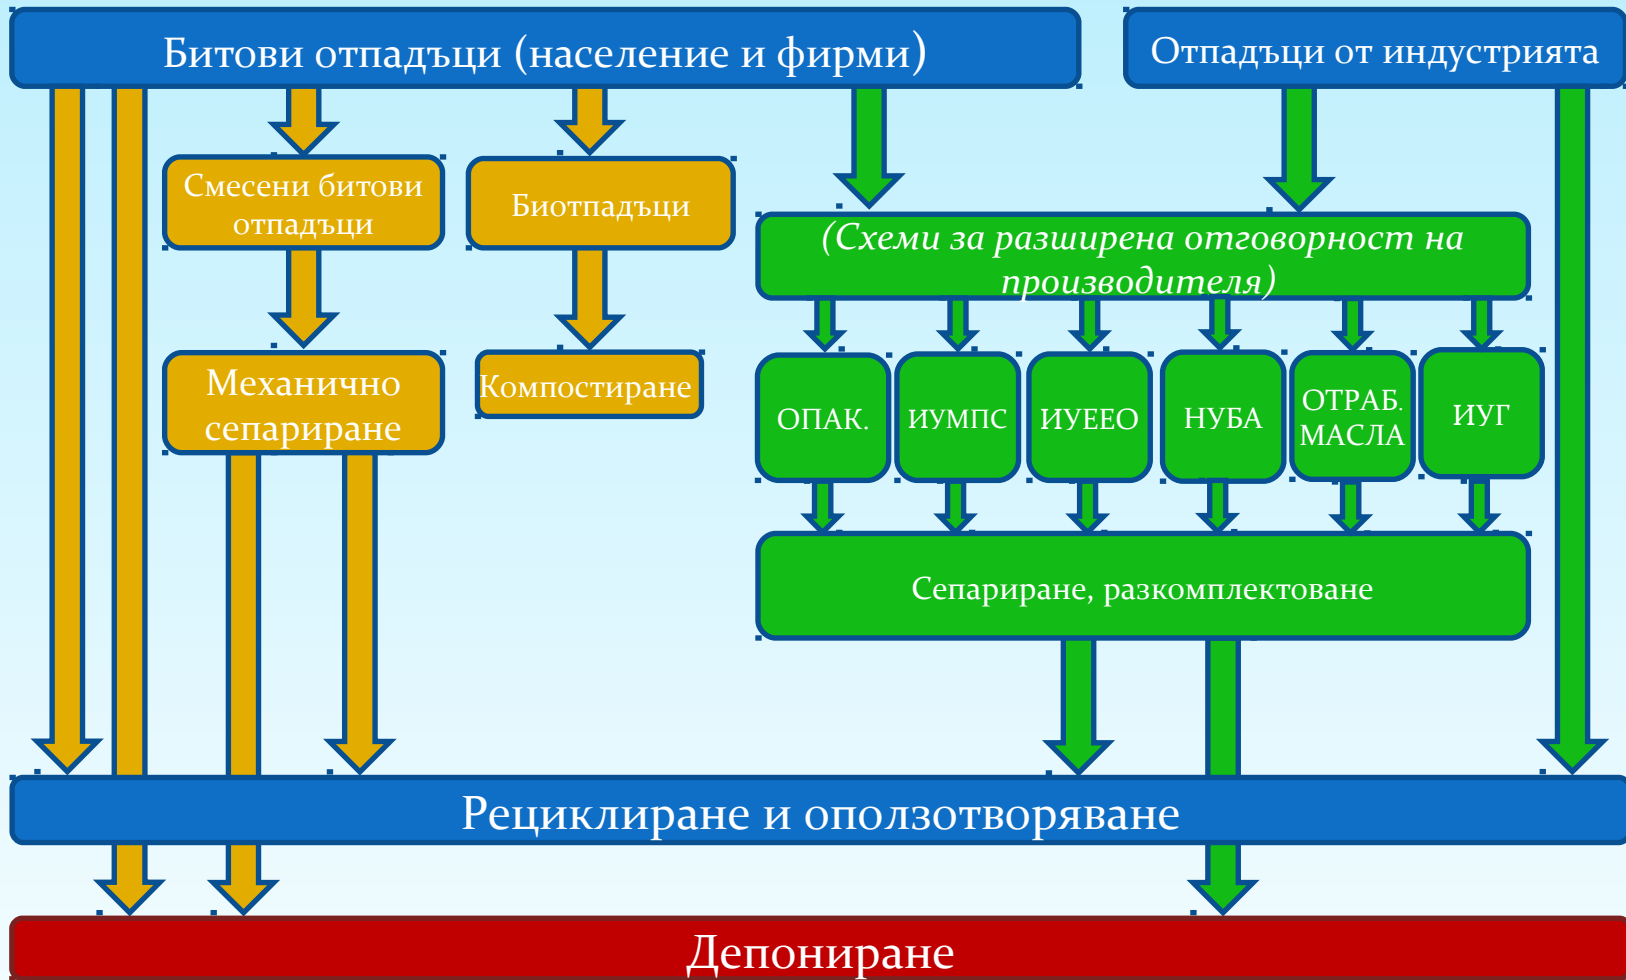 Битови отпадъци (население и фирми)
Отпадъци от индустрията
Смесени битови
отпадъци
Биотпадъци
(Схеми за разширена отговорност на
производителя)
Механично
сепариране
Компостиране
ОПАК.
ИУМПС
ИУЕЕО
НУБА
ОТРАБ.
МАСЛА
ИУГ
Сепариране, разкомплектоване
Рециклиране и оползотворяване
Депониране